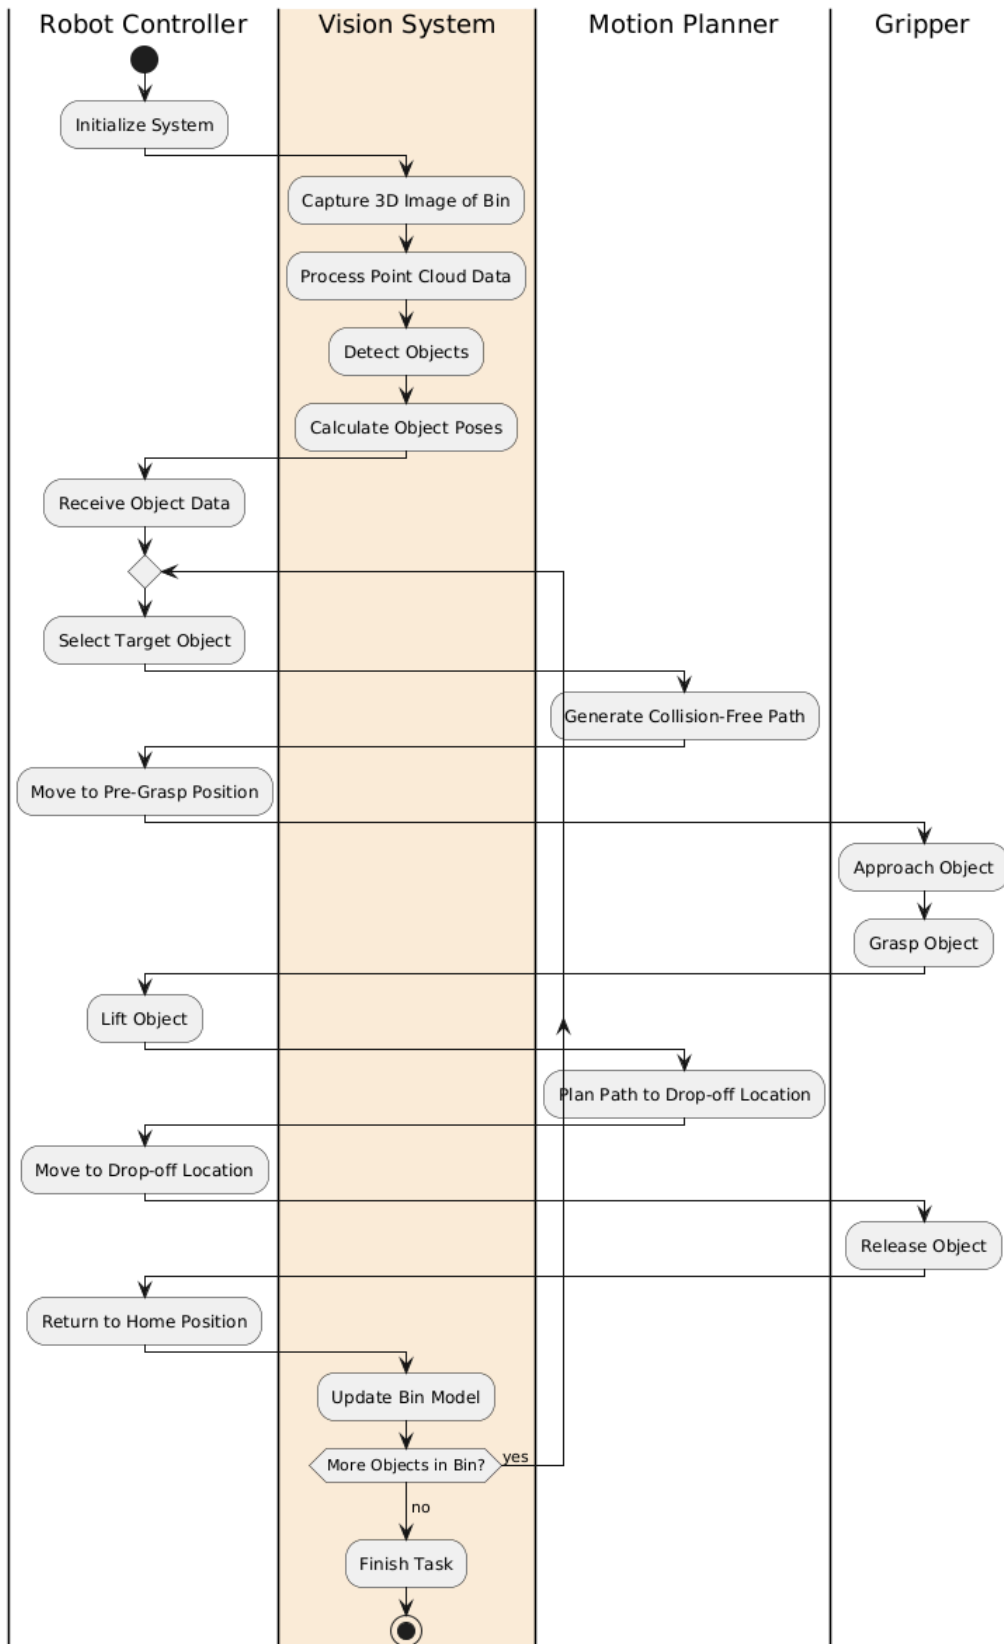 Robot Controller
Vision System
Motion Planner
Gripper
Initialize System
Capture 3D Image of Bin
Process Point Cloud Data
Detect Objects
Calculate Object Poses
Receive Object Data
Select Target Object
Generate Collision-Free Path
Move to Pre-Grasp Position
Approach Object
Grasp Object
Lift Object
Plan Path to Drop-off Location
Move to Drop-off Location
Release Object
Return to Home Position
Update Bin Model
More Objects in Bin?
yes
no
Finish Task